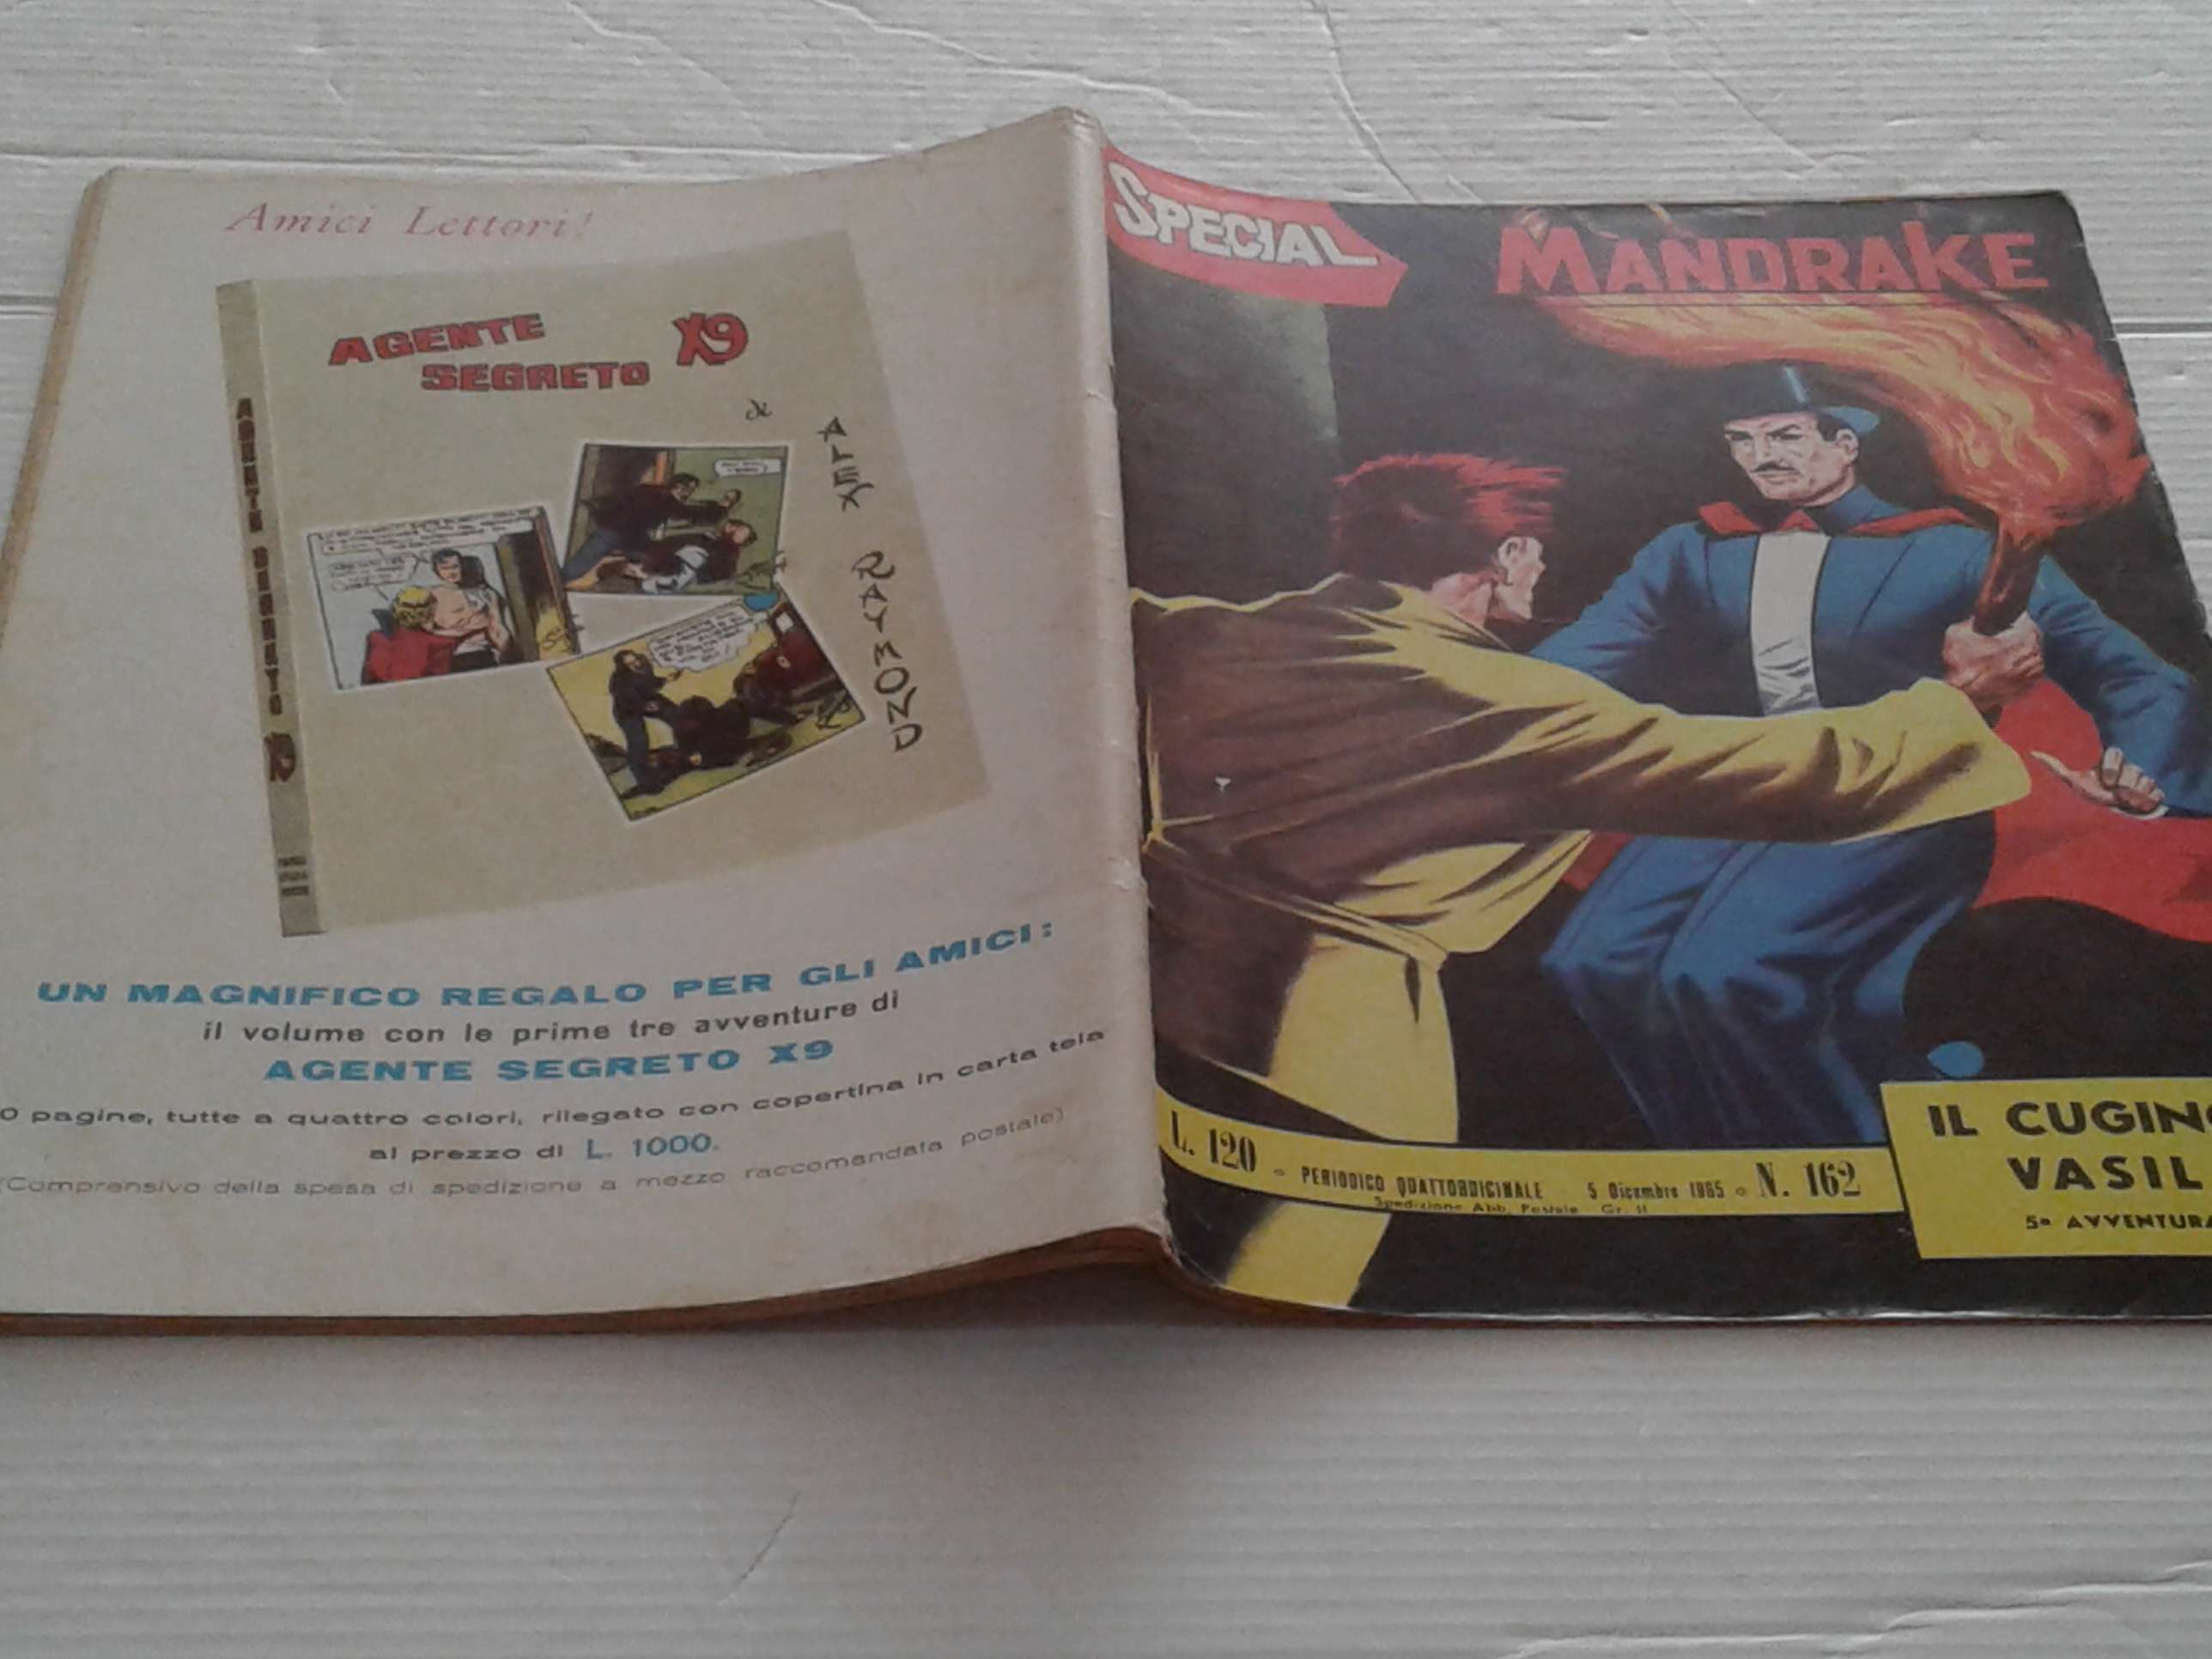 Amici Lettori!
AGENTE
SEGRETO X9
di
ALEX RAYMOND
AGENTE SEGRETO
UN MAGNIFICO REGALO PER GLI AMICI:
il volume con le prime tre avventure di
AGENTE SEGRETO X9
0 pagine, tutte a quattro colori, rilegato con copertina in carta tela
al prezzo di L. 1000.
(Comprensivo della spesa di spedizione a mezzo raccomandata postale)
SPECIAL
MANDRAKE
L. 120 - PERIODICO QUATTORDICINALE 5 Dicembre 1965 - N. 162
Spedizione Abb. Postale Gr. II
IL CUGINO
VASIL
5ª AVVENTURA